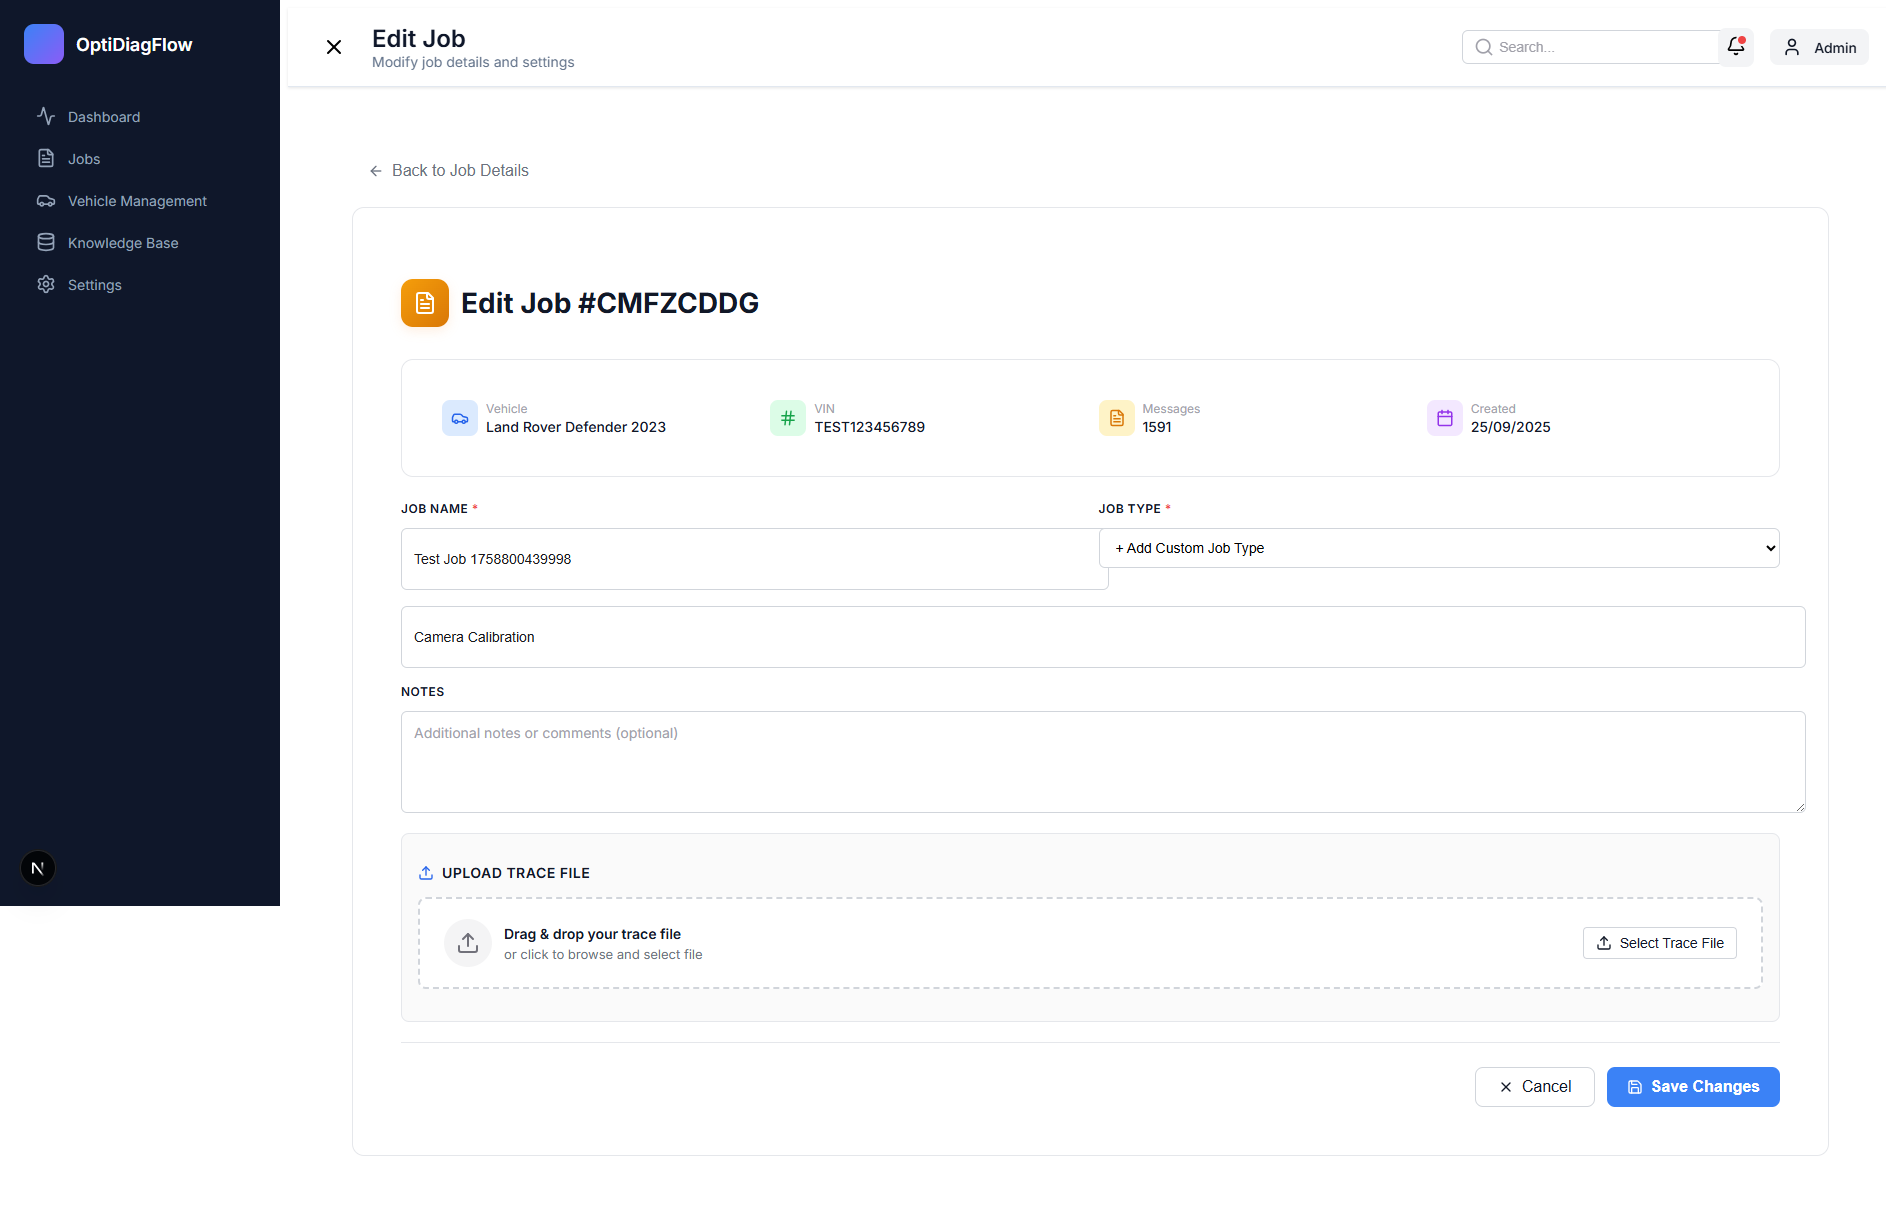 OptiDiagFlow
Dashboard
Jobs
Vehicle Management
Knowledge Base
Settings
N
Edit Job
Modify job details and settings
Search...
Admin
Back to Job Details
Edit Job #CMFZCDDG
Vehicle
Land Rover Defender 2023
VIN
TEST123456789
Messages
1591
Created
25/09/2025
JOB NAME *
Test Job 1758800439998
JOB TYPE *
+ Add Custom Job Type
Camera Calibration
NOTES
Additional notes or comments (optional)
UPLOAD TRACE FILE
Drag & drop your trace file
or click to browse and select file
Select Trace File
Cancel
Save Changes